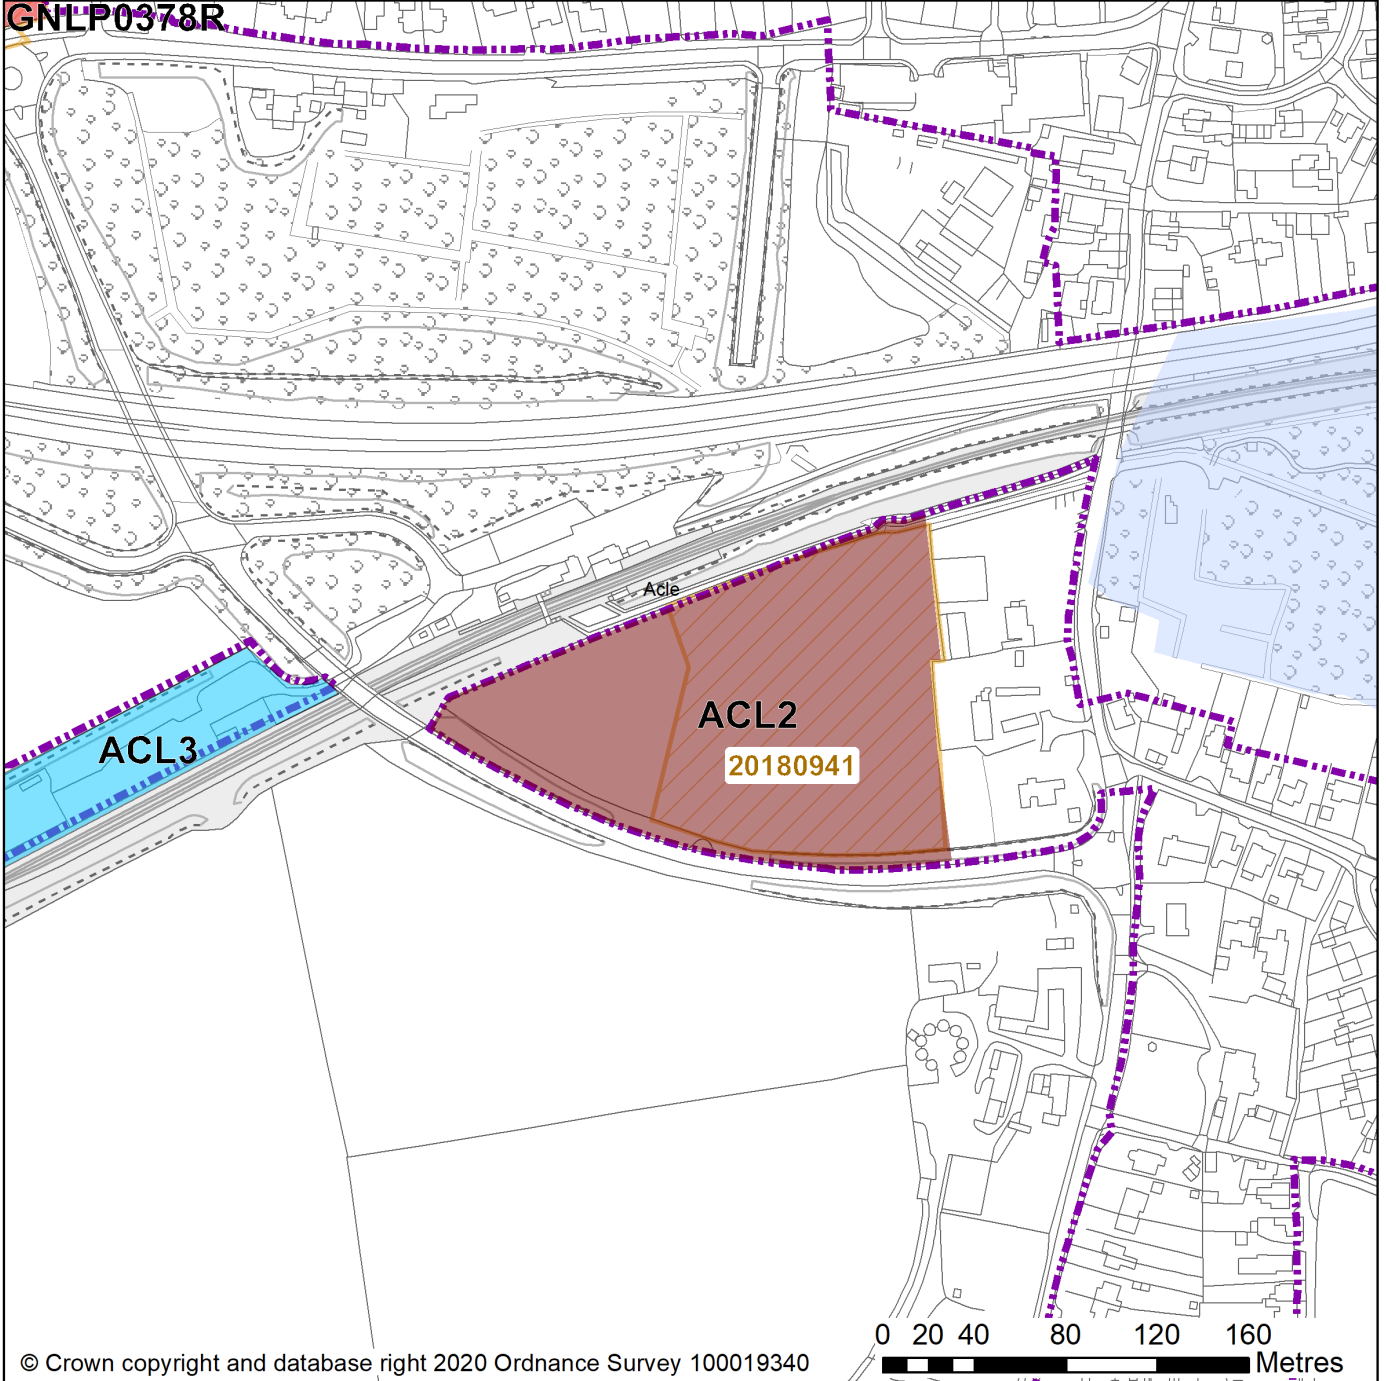 GNLP0378R
Acle
ACL2
20180941
ACL3
0 20 40 80 120 160
Metres
© Crown copyright and database right 2020 Ordnance Survey 100019340